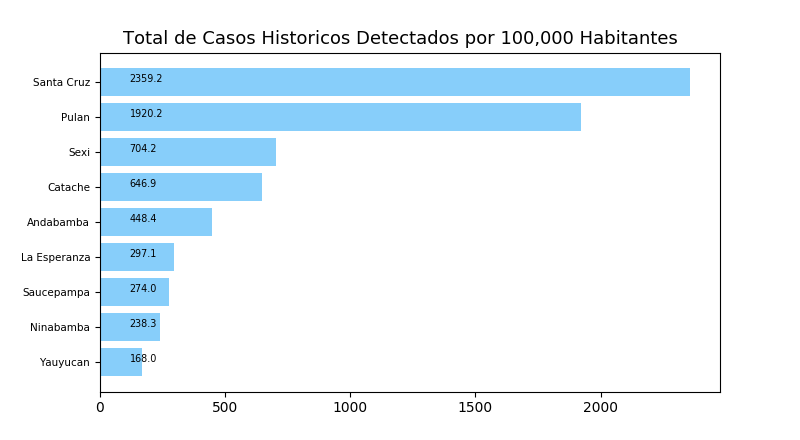 Total de Casos Historicos Detectados por 100,000 Habitantes
Santa Cruz 2359.2
Pulan 1920.2
Sexi 704.2
Catache 646.9
Andabamba 448.4
La Esperanza 297.1
Saucepampa 274.0
Ninabamba 238.3
Yauyucan 168.0
0 500 1000 1500 2000